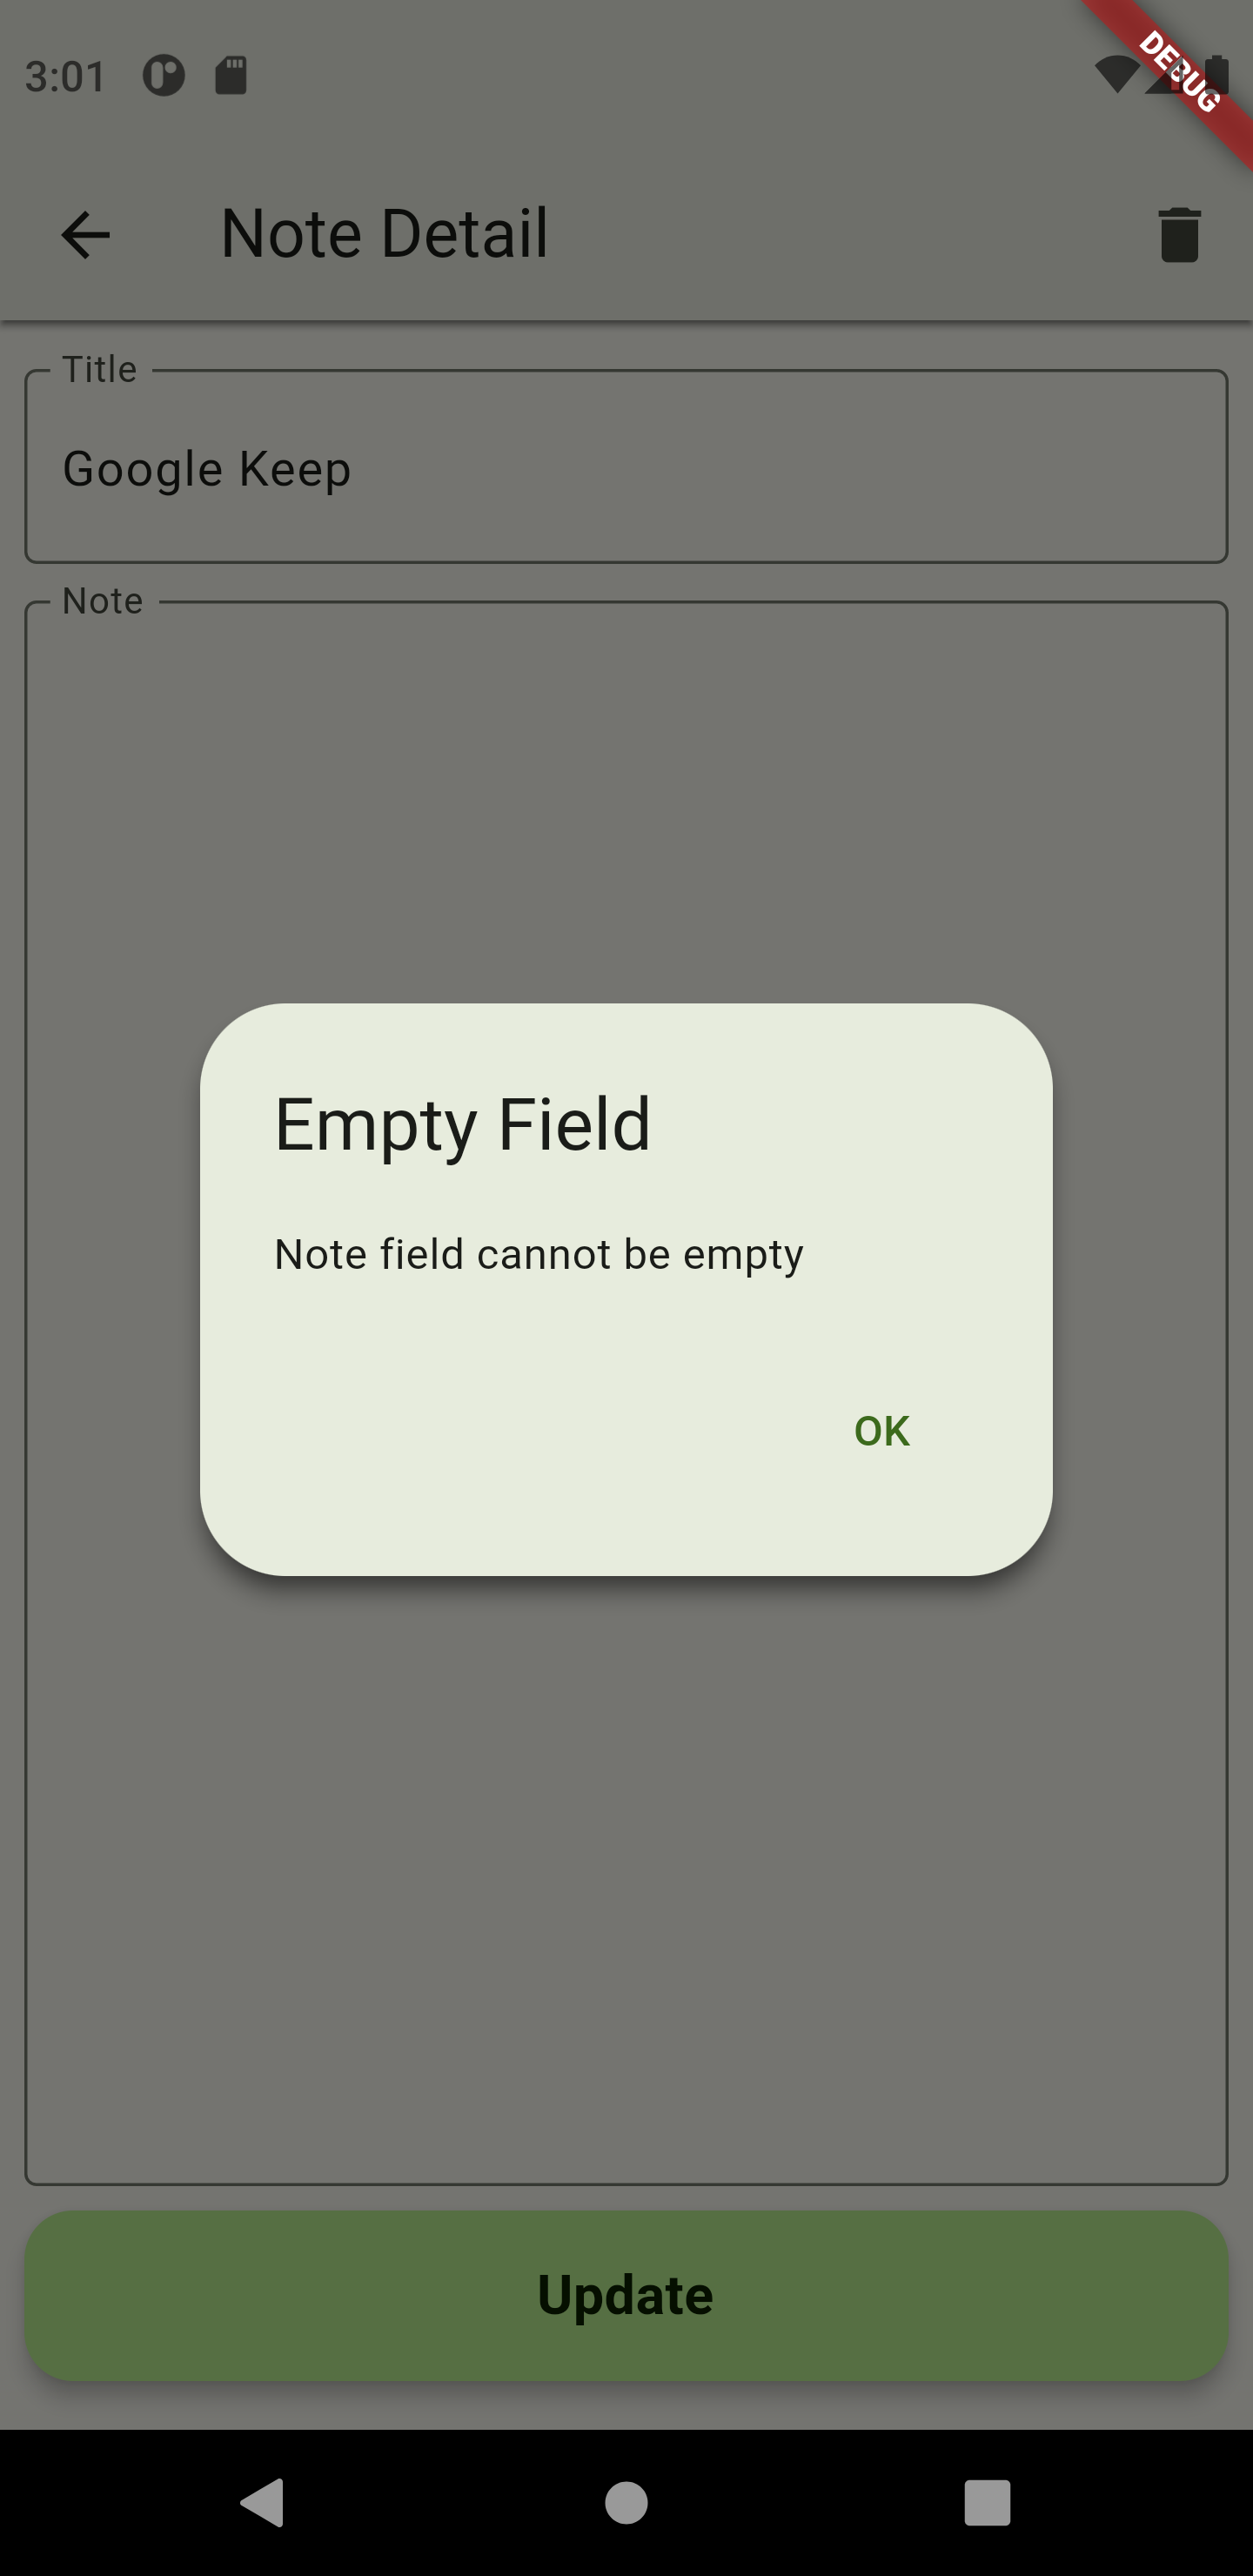 3:01
DEBUG
Note Detail
Title
Google Keep
Note
Empty Field
Note field cannot be empty
OK
Update